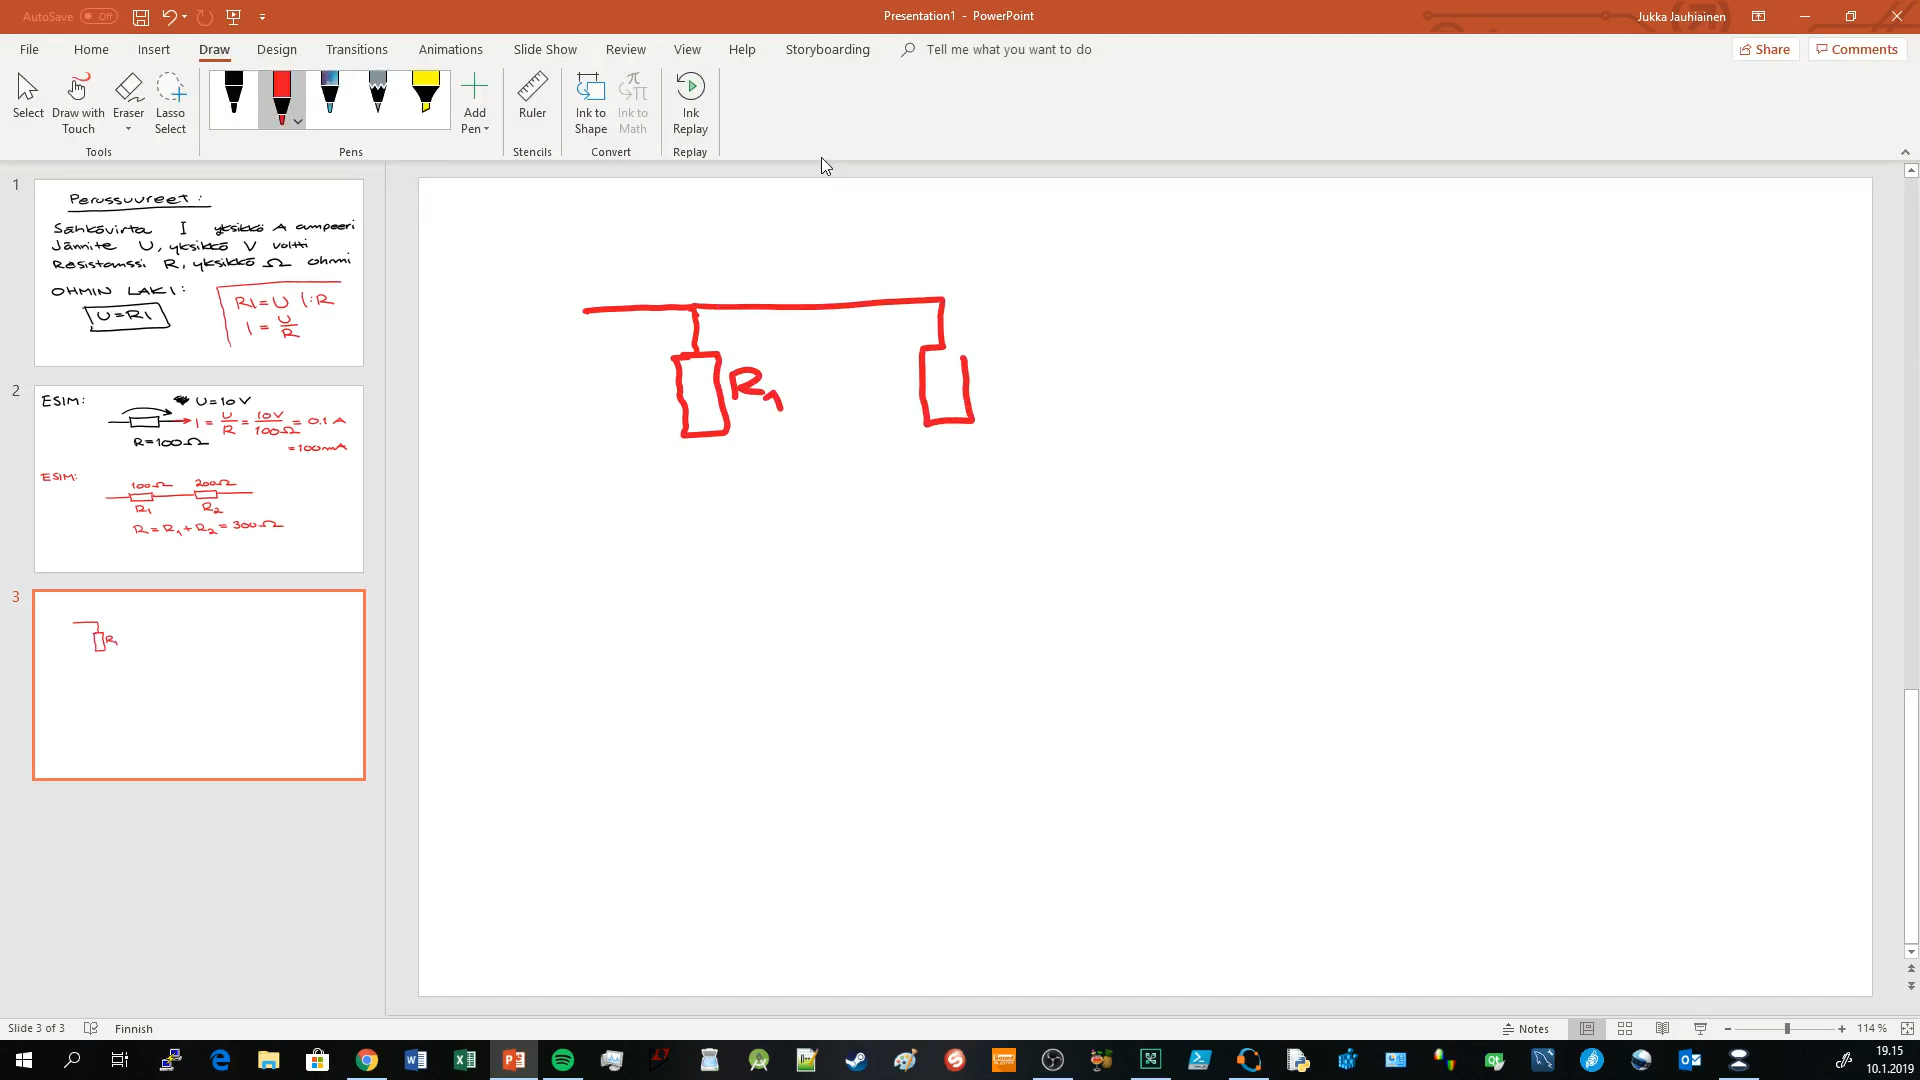 AutoSave Off
Presentation1 - PowerPoint
Jukka Jauhiainen
File Home Insert Draw Design Transitions Animations Slide Show Review View Help Storyboarding Tell me what you want to do
Share Comments
Select
Draw with Touch
Eraser
Lasso Select
Add Pen
Ruler
Ink to Shape
Ink to Math
Ink Replay
Tools Pens Stencils Convert Replay
1
Perussuureet:
Sähkövirta I yksikkö A ampeeri
Jännite U, yksikkö V voltti
Resistanssi R, yksikkö Ω ohmi
OHMIN LAKI:
U=RI
RI=U |:R
I = U/R
2
ESIM:
U=10V
I = U/R = 10V/100Ω = 0.1 A
R=100Ω
=100mA
ESIM:
100Ω 200Ω
R1 R2
R=R1+R2=300Ω
3
R1
R1
Slide 3 of 3 Finnish
Notes
114 %
19.15
10.1.2019